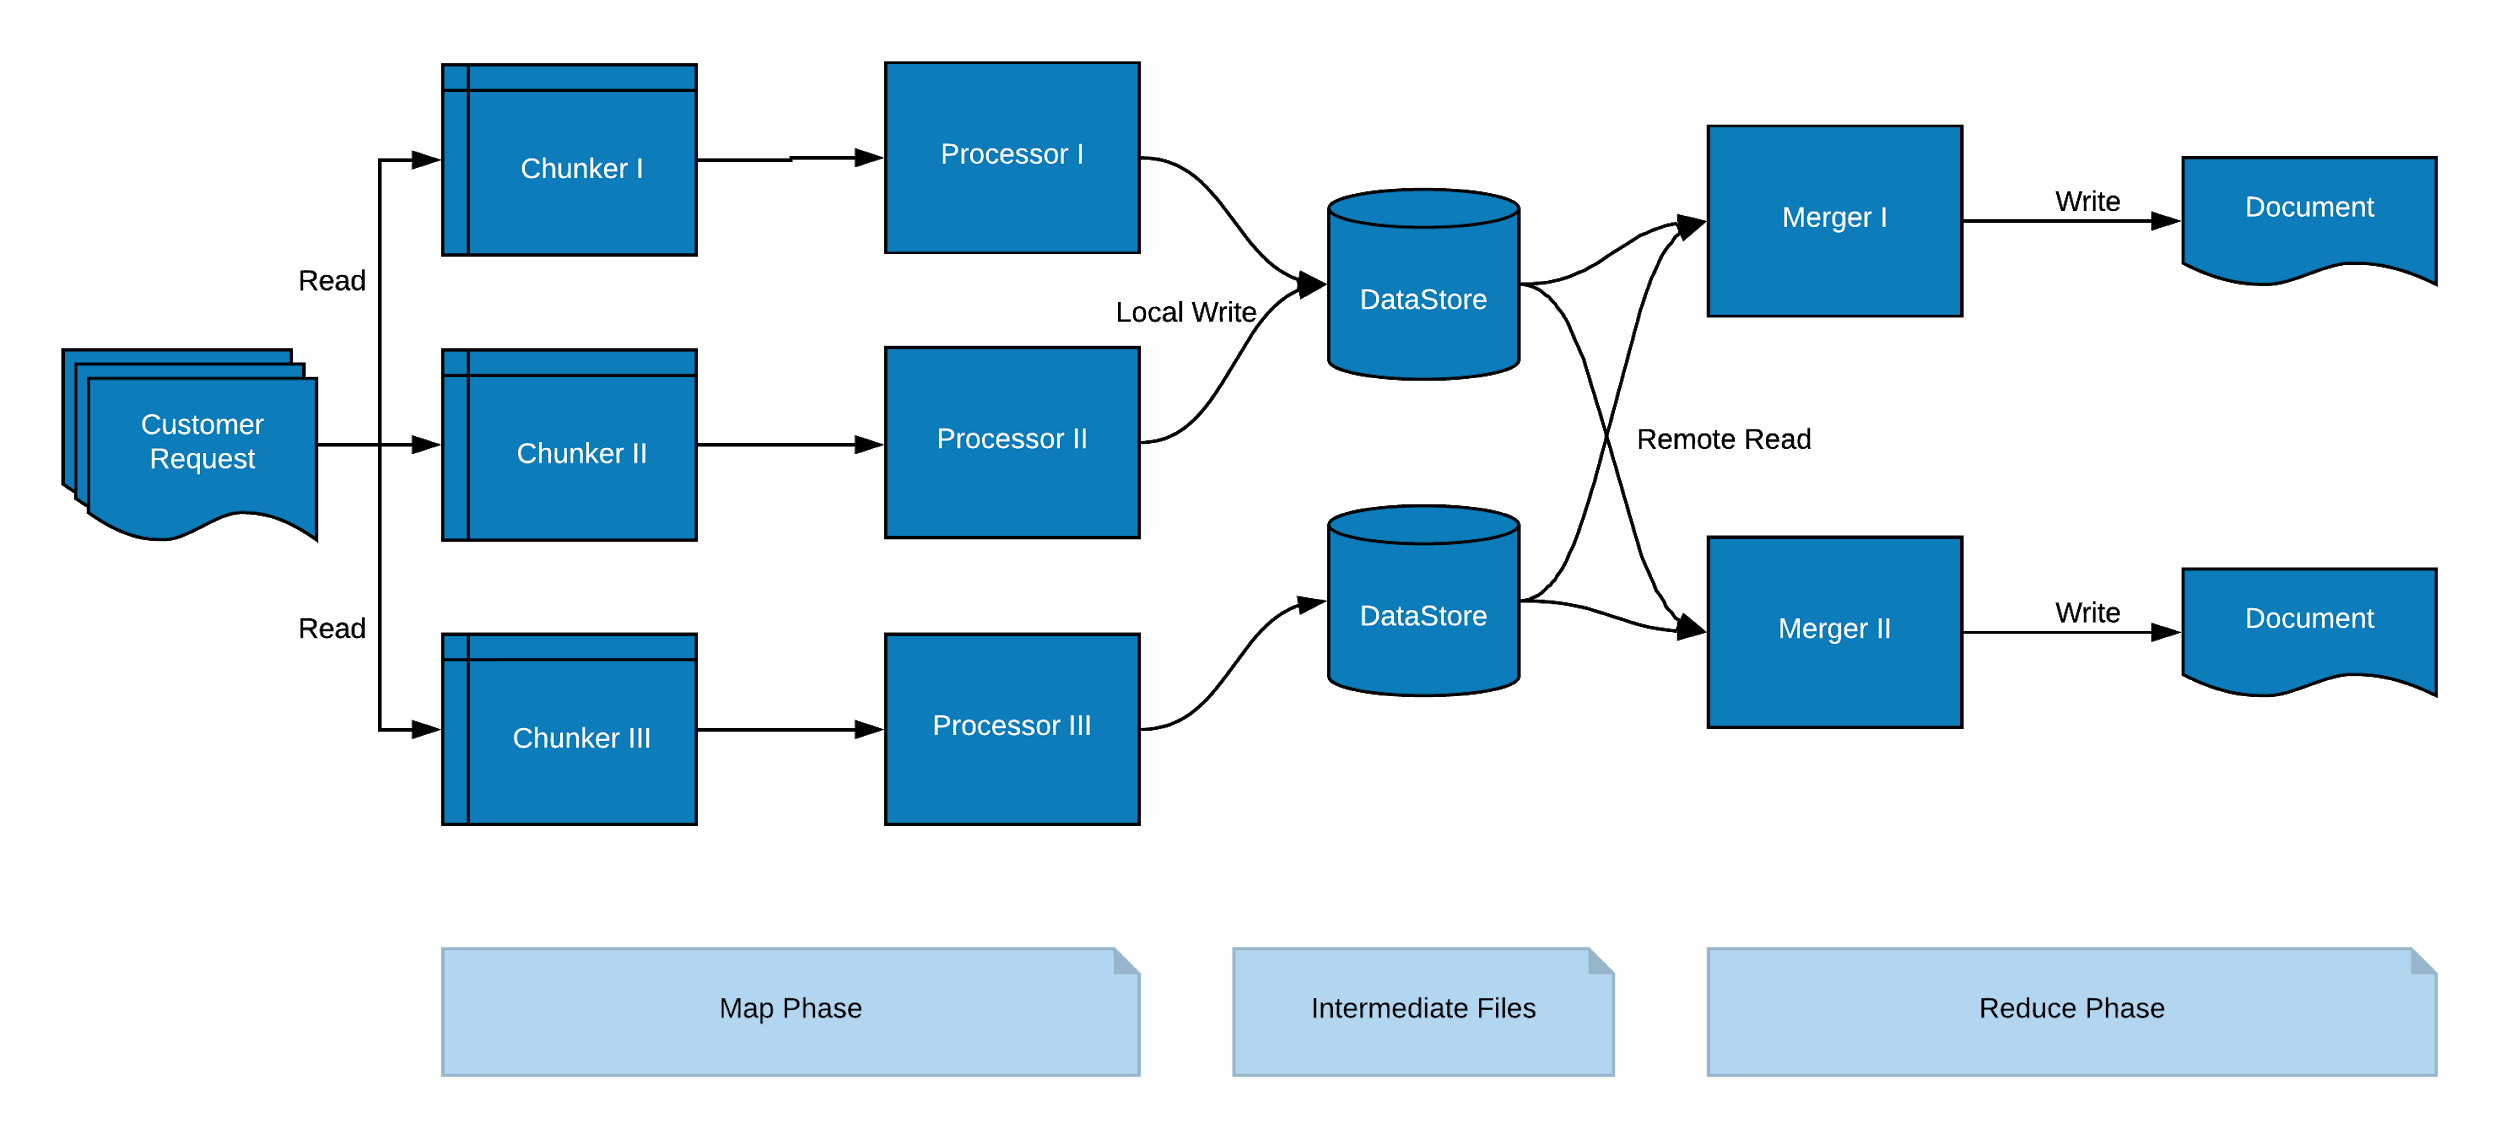 Chunker I
Processor I
Merger I
Write
Document
Read
Local Write
DataStore
Customer
Request
Chunker II
Processor II
Remote Read
Read
Chunker III
Processor III
DataStore
Merger II
Write
Document
Map Phase
Intermediate Files
Reduce Phase